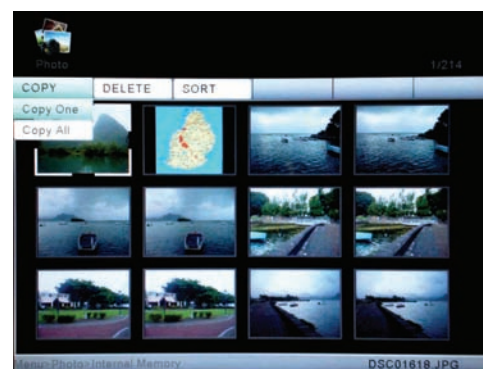 Photo
1/214
COPY DELETE SORT
Copy One
Copy All
Menu>Photo>Internal Memory
DSC01618.JPG